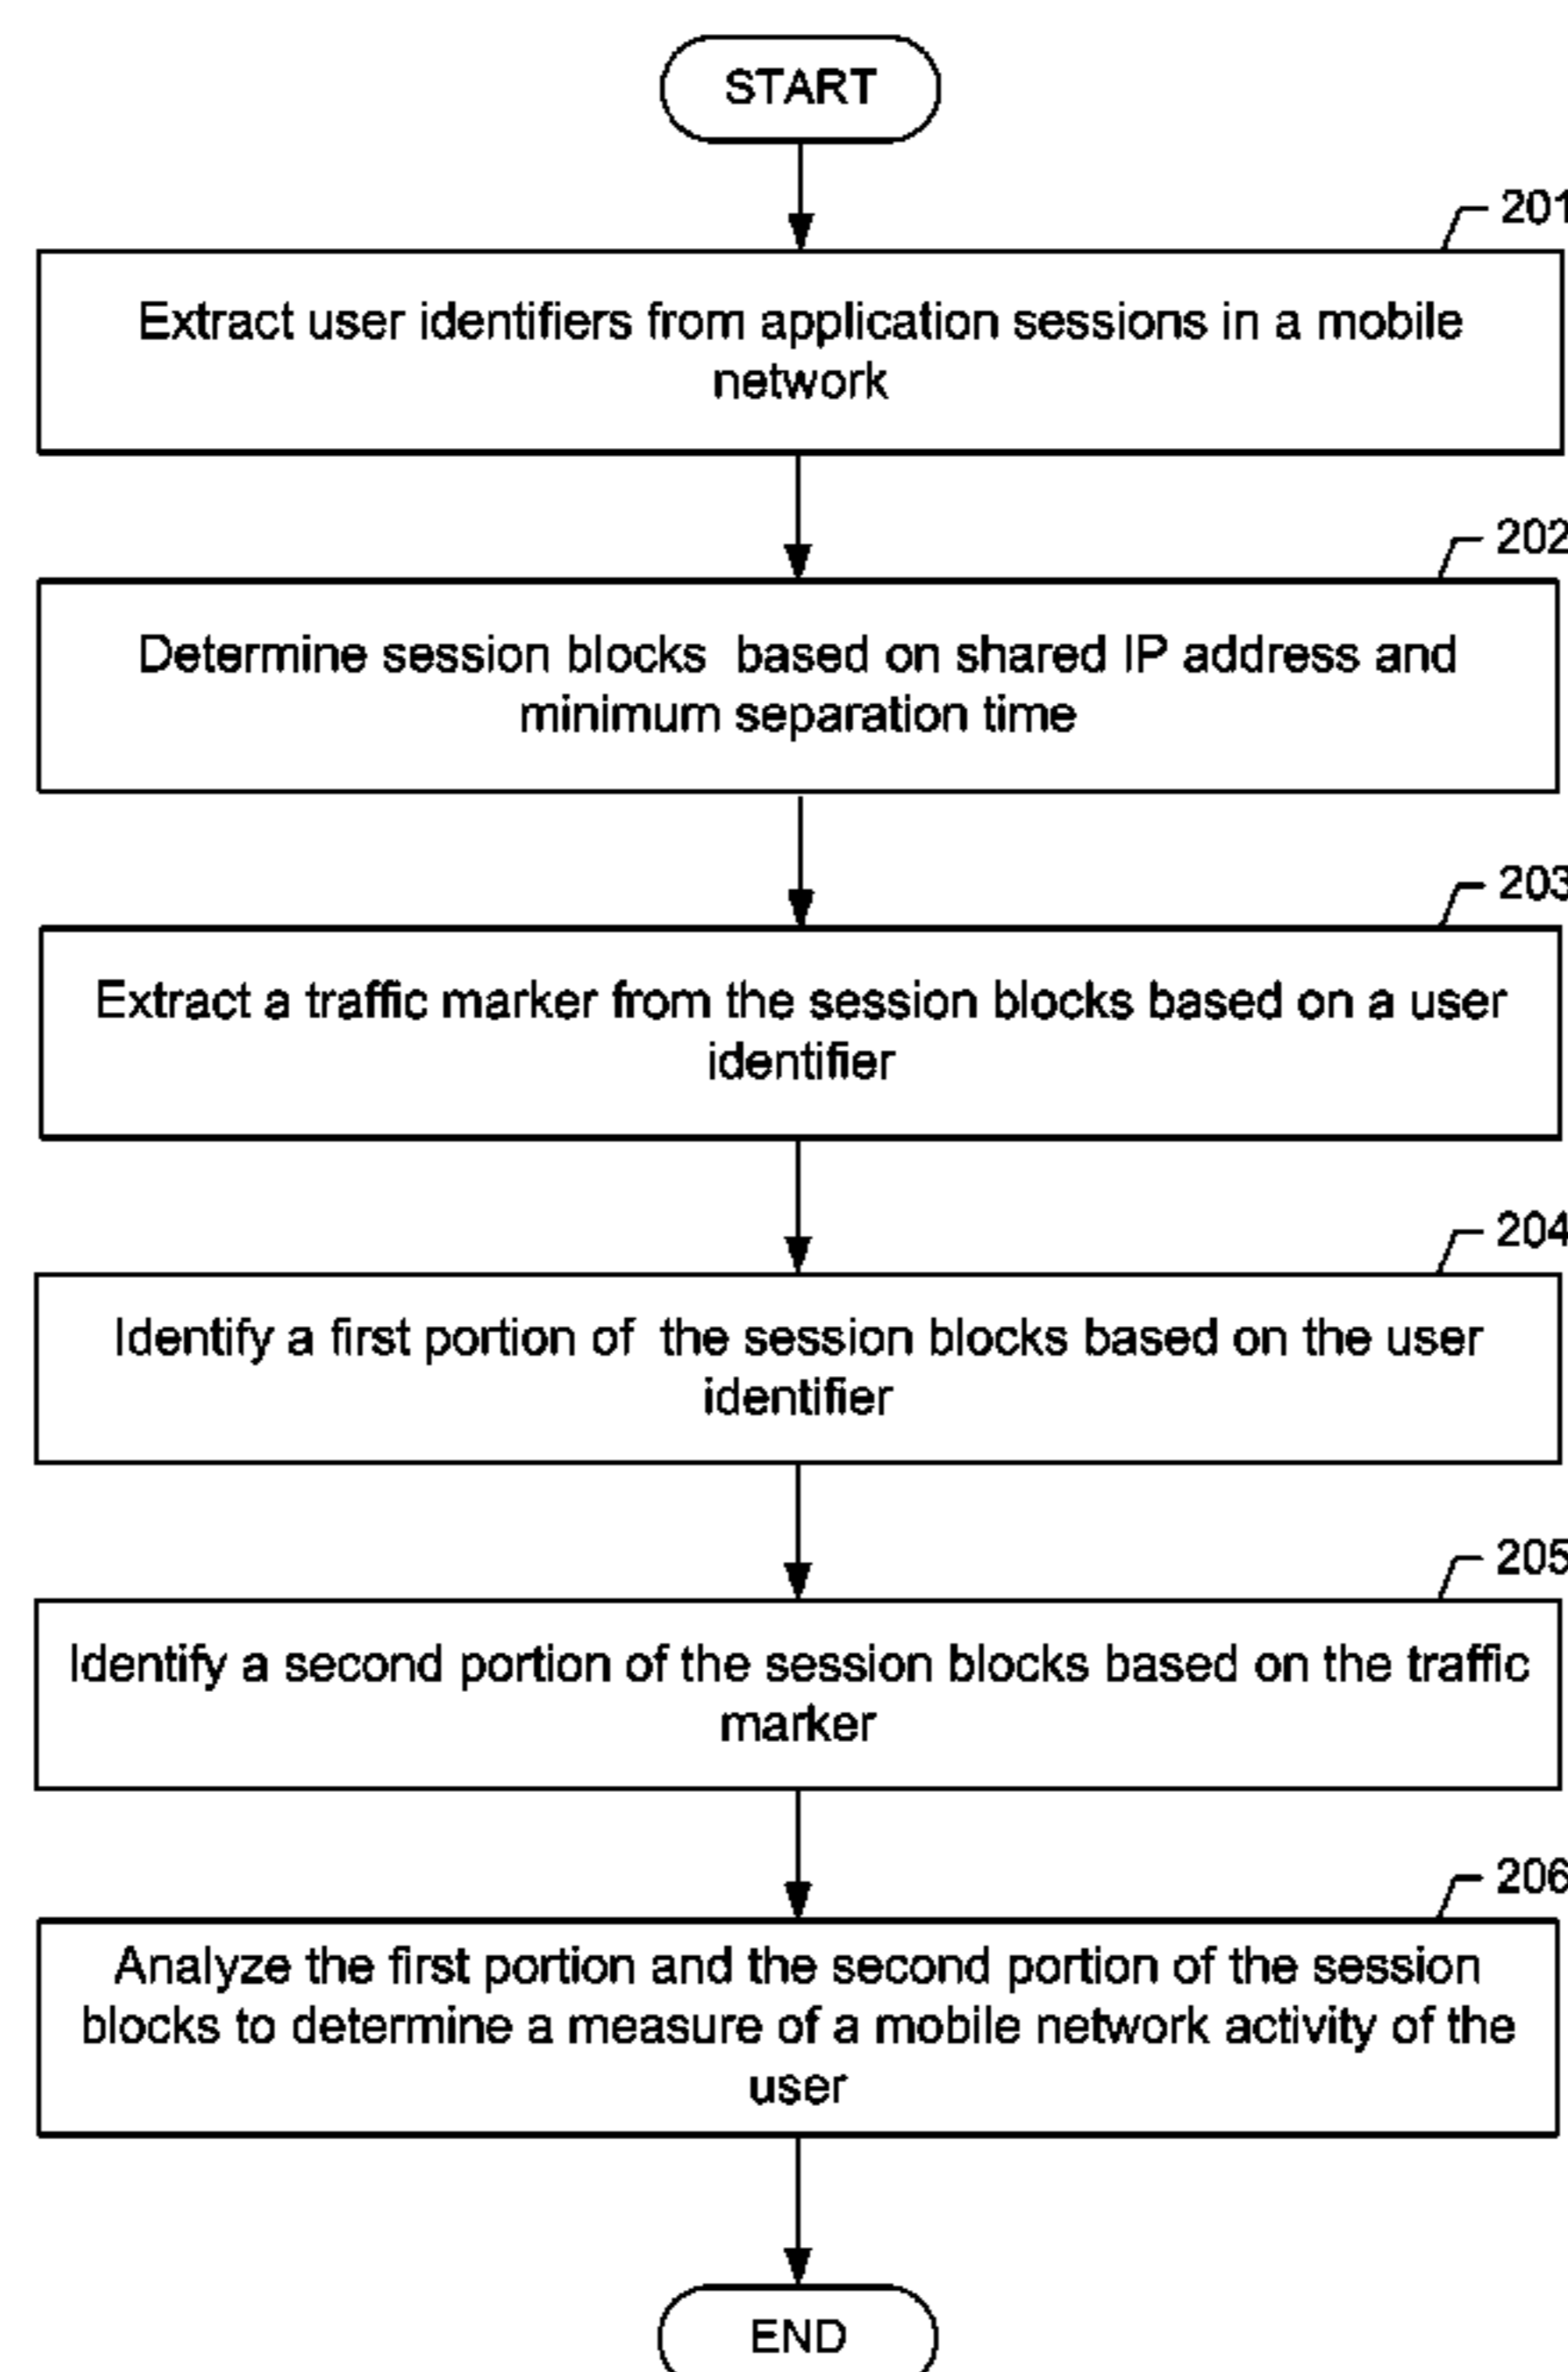 START
201
Extract user identifiers from application sessions in a mobile
network
202
Determine session blocks based on shared IP address and
minimum separation time
203
Extract a traffic marker from the session blocks based on a user
identifier
204
Identify a first portion of the session blocks based on the user
identifier
205
Identify a second portion of the session blocks based on the traffic
marker
206
Analyze the first portion and the second portion of the session
blocks to determine a measure of a mobile network activity of the
user
END